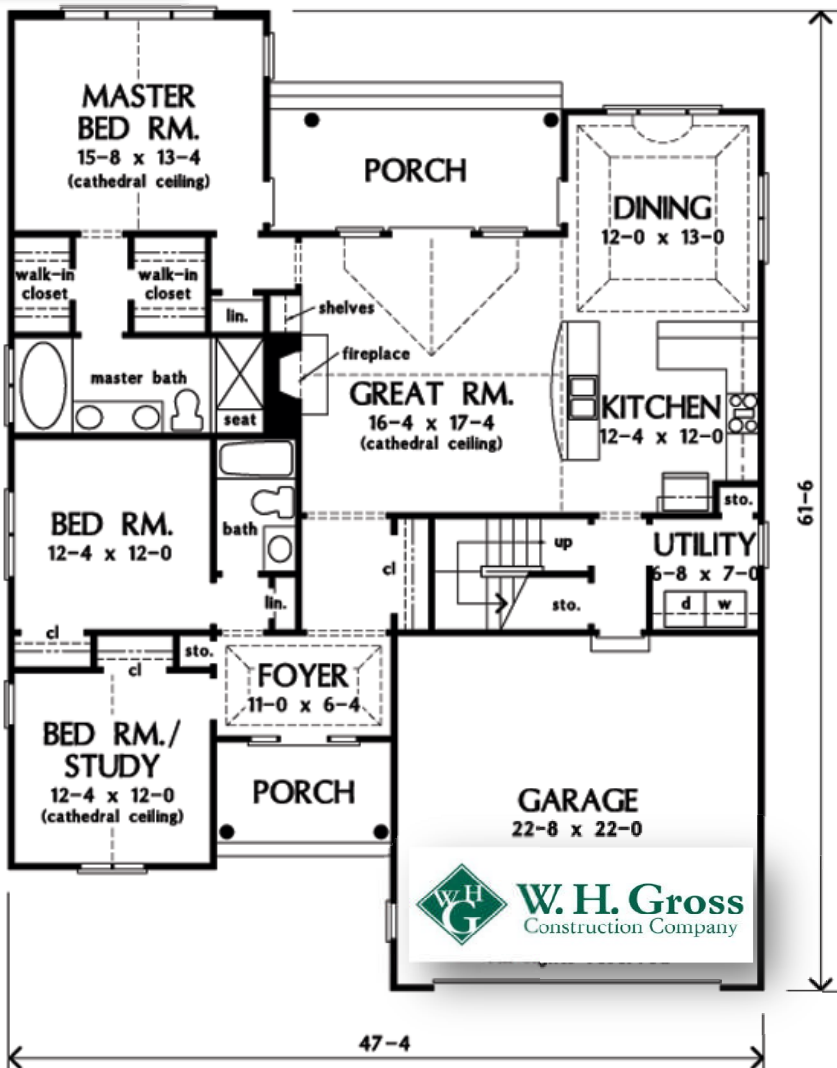 MASTER
BED RM.
15-8 x 13-4
(cathedral ceiling)
PORCH
DINING
12-0 x 13-0
walk-in
closet
walk-in
closet
lin.
shelves
fireplace
master bath
seat
GREAT RM.
16-4 x 17-4
(cathedral ceiling)
KITCHEN
12-4 x 12-0
sto.
61-6
BED RM.
12-4 x 12-0
bath
lin.
cl
up
sto.
UTILITY
6-8 x 7-0
d
w
cl
cl
sto.
FOYER
11-0 x 6-4
BED RM./
STUDY
12-4 x 12-0
(cathedral ceiling)
PORCH
GARAGE
22-8 x 22-0
W H
G
W. H. Gross
Construction Company
47-4